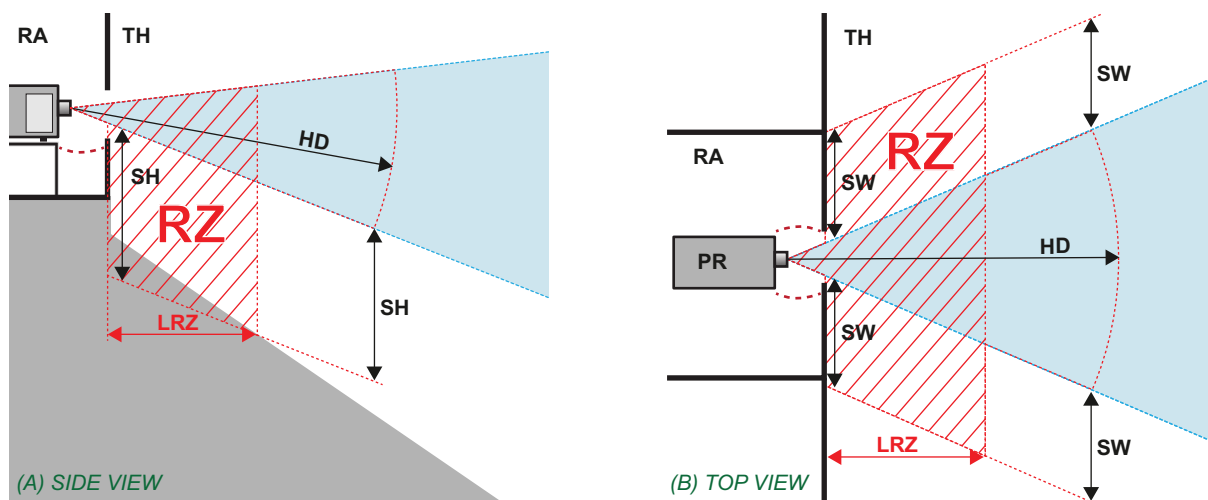 RA
TH
HD
SH
RZ
SH
LRZ
(A) SIDE VIEW
TH
SW
RA
RZ
SW
PR
HD
SW
LRZ
SW
(B) TOP VIEW